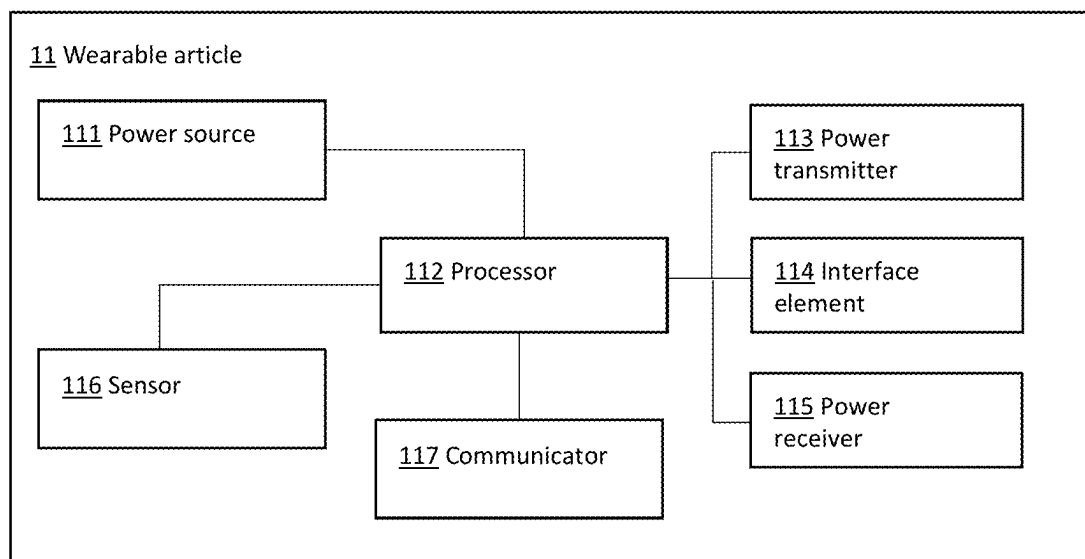 11 Wearable article
111 Power source
113 Power
transmitter
112 Processor
114 Interface
element
116 Sensor
115 Power
receiver
117 Communicator